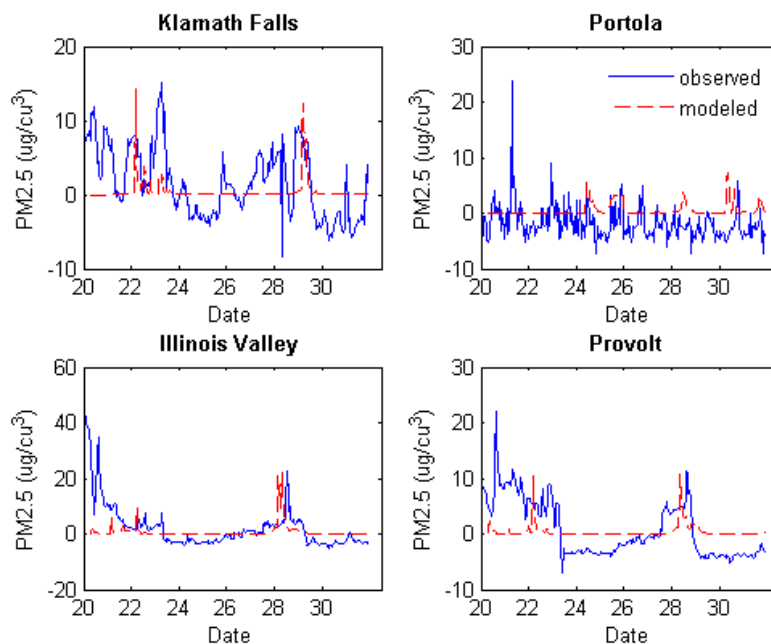 Klamath Falls
20
10
0
-10
PM2.5 (ug/cu³)
20 22 24 26 28 30
Date
Portola
30
20
10
0
-10
PM2.5 (ug/cu³)
observed
modeled
20 22 24 26 28 30
Date
Illinois Valley
60
40
20
0
-20
PM2.5 (ug/cu³)
20 22 24 26 28 30
Date
Provolt
30
20
10
0
-10
PM2.5 (ug/cu³)
20 22 24 26 28 30
Date